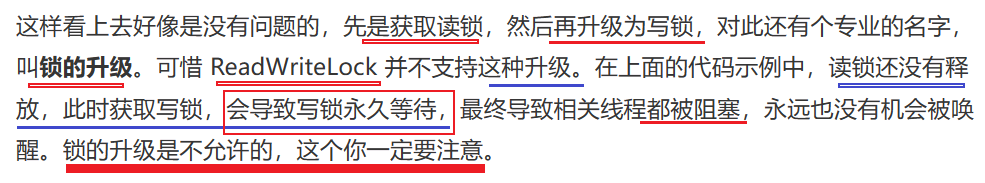 这样看上去好像是没有问题的，先是获取读锁，然后再升级为写锁，对此还有个专业的名字，
叫锁的升级。可惜 ReadWriteLock 并不支持这种升级。在上面的代码示例中，读锁还没有释
放，此时获取写锁，会导致写锁永久等待，最终导致相关线程都被阻塞，永远也没有机会被唤
醒。锁的升级是不允许的，这个你一定要注意。